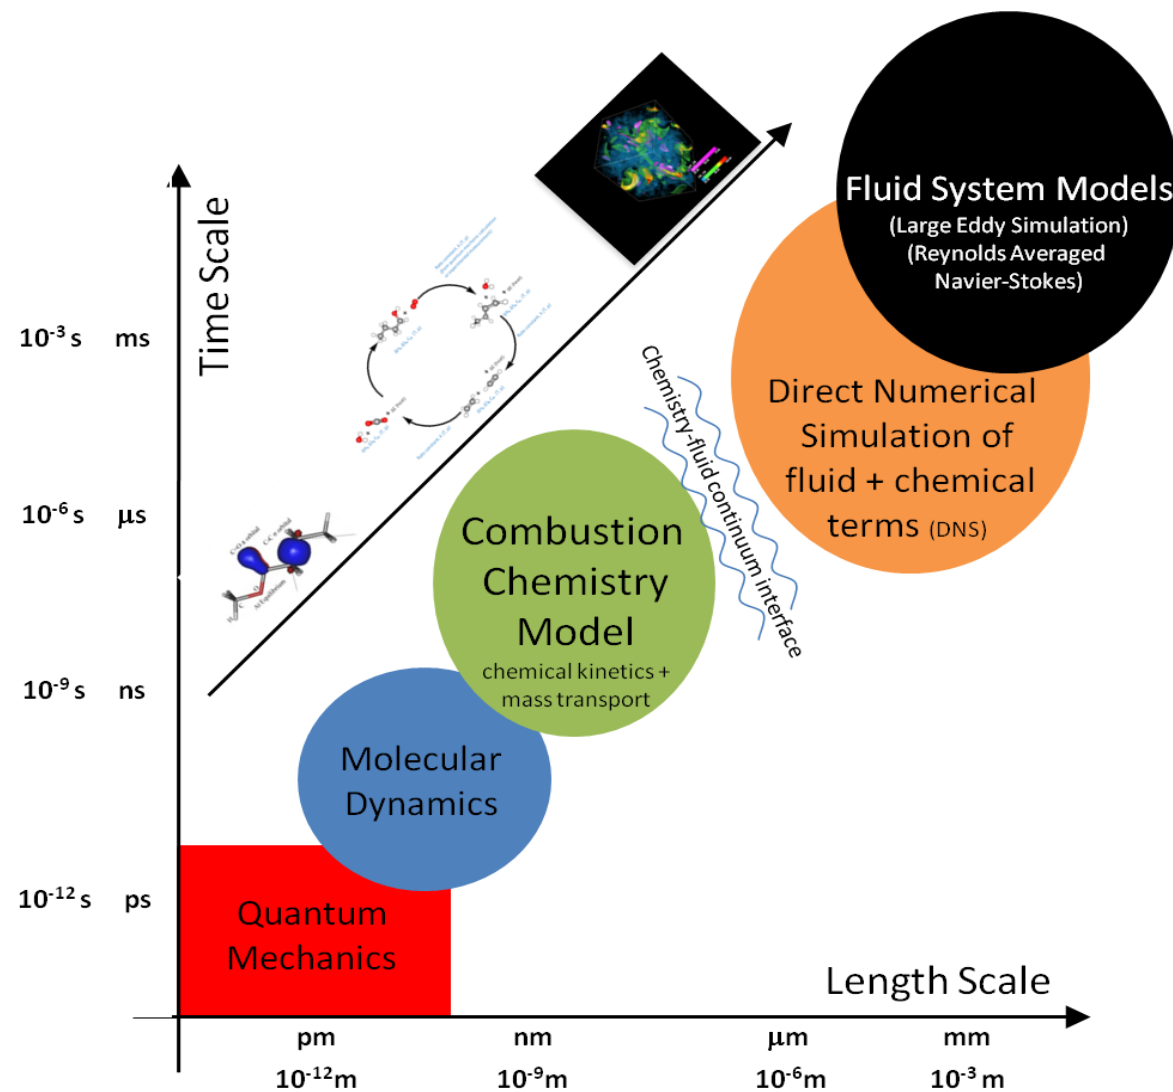 Fluid System Models
(Large Eddy Simulation)
(Reynolds Averaged
Navier-Stokes)
Time Scale
10-3 s ms
Direct Numerical
Simulation of
fluid + chemical
terms (DNS)
Chemistry-fluid continuum interface
10-6 s μs
Combustion
Chemistry
Model
chemical kinetics +
mass transport
10-9 s ns
Molecular
Dynamics
10-12 s ps
Quantum
Mechanics
Length Scale
pm nm μm mm
10-12m 10-9m 10-6m 10-3 m